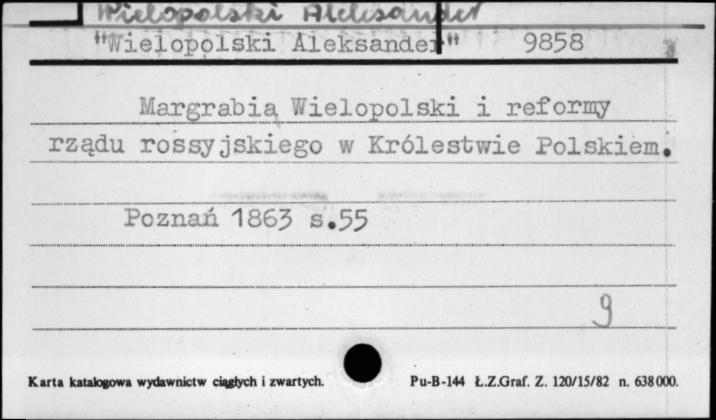 Wielopolski Aleksander
"Wielopolski Aleksander" 9858
Margrabią Wielopolski i reformy
rządu rossyjskiego w Królestwie Polskiem.
Poznań 1863 s.55
9
Karta katalogowa wydawnictw ciągłych i zwartych. Pu-B-144 Ł.Z.Graf. Z. 120/15/82 n. 638 000.